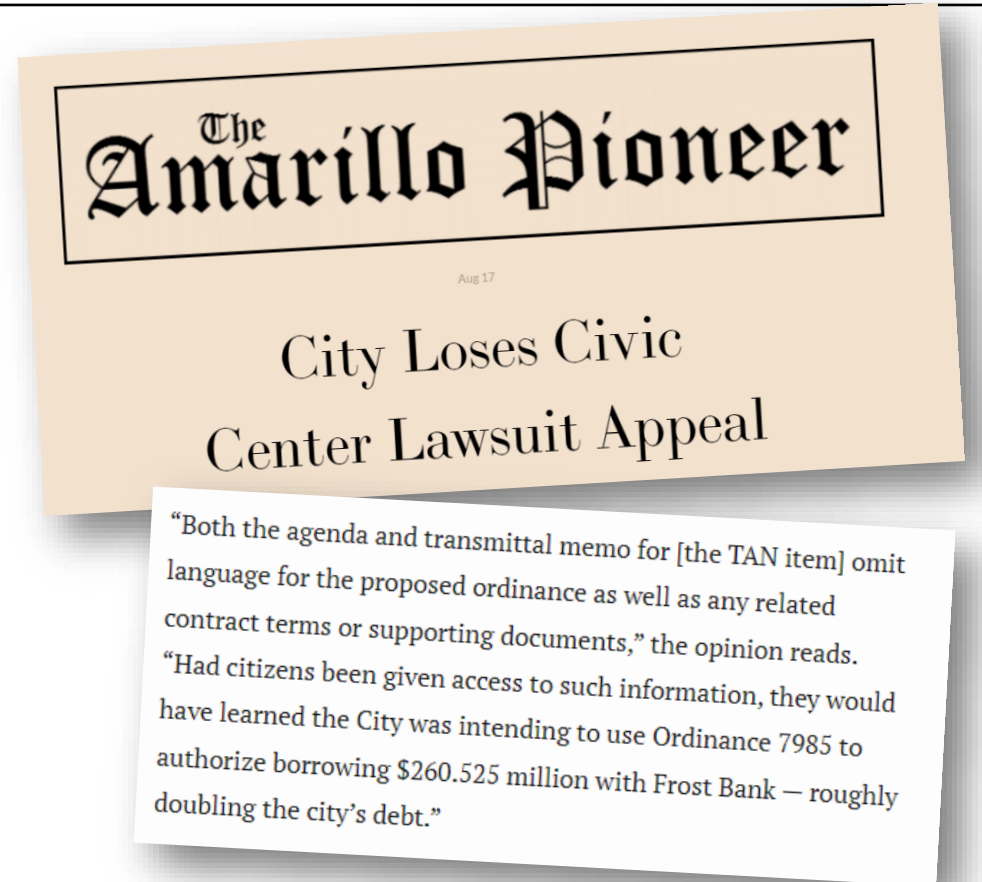 The
Amarillo Pioneer
Aug 17
City Loses Civic
Center Lawsuit Appeal
“Both the agenda and transmittal memo for [the TAN item] omit
language for the proposed ordinance as well as any related
contract terms or supporting documents,” the opinion reads.
“Had citizens been given access to such information, they would
have learned the City was intending to use Ordinance 7985 to
authorize borrowing $260.525 million with Frost Bank — roughly
doubling the city’s debt.”